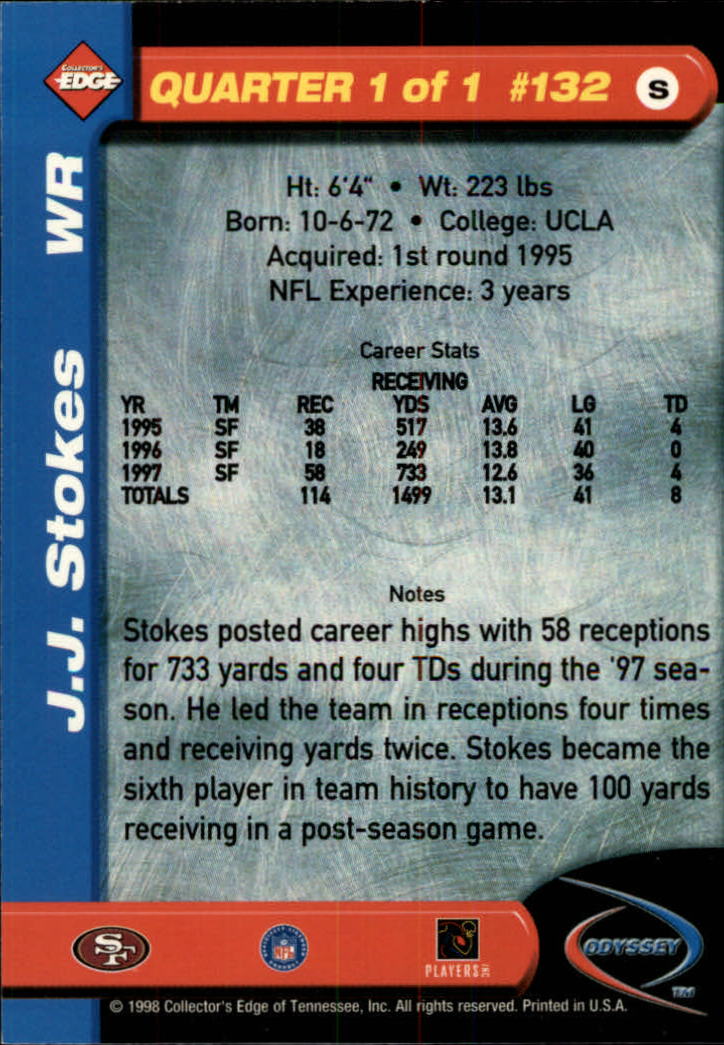 COLLECTOR'S
EDGE
QUARTER 1 of 1 #132 S
J.J. Stokes WR
Ht: 6'4" • Wt: 223 lbs
Born: 10-6-72 • College: UCLA
Acquired: 1st round 1995
NFL Experience: 3 years
Career Stats
RECEIVING
YR TM REC YDS AVG LG TD
1995 SF 38 517 13.6 41 4
1996 SF 18 249 13.8 40 0
1997 SF 58 733 12.6 36 4
TOTALS 114 1499 13.1 41 8
Notes
Stokes posted career highs with 58 receptions
for 733 yards and four TDs during the '97 sea-
son. He led the team in receptions four times
and receiving yards twice. Stokes became the
sixth player in team history to have 100 yards
receiving in a post-season game.
SF
NFL
PLAYERS INC
ODYSSEY
TM
© 1998 Collector's Edge of Tennessee, Inc. All rights reserved. Printed in U.S.A.